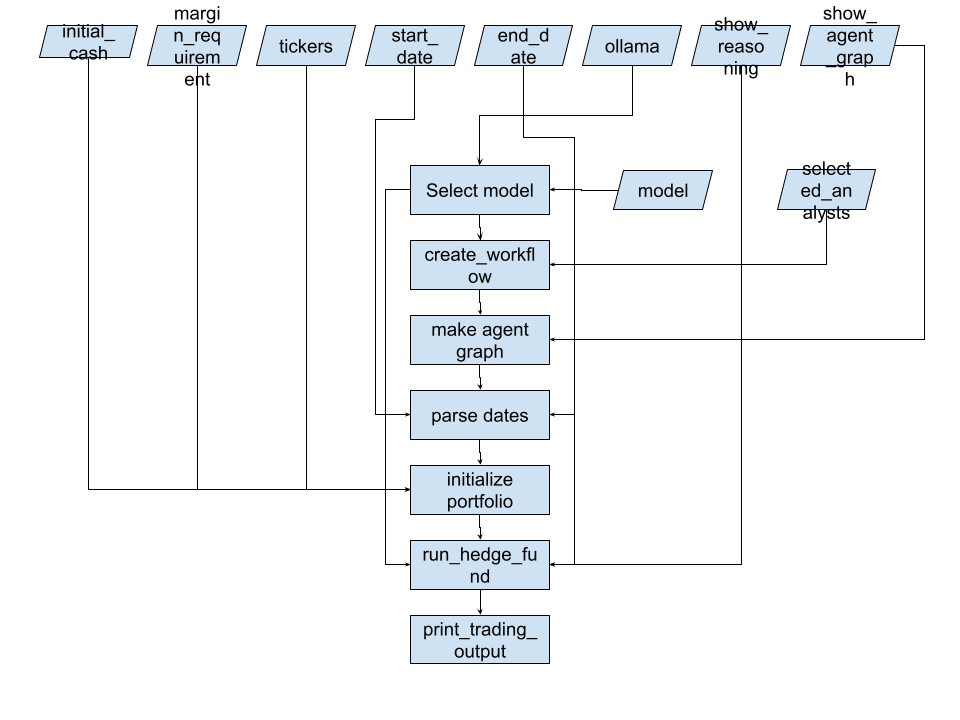 initial_
cash
margi
n_req
uirem
ent
tickers
start_
date
end_d
ate
ollama
show_
reaso
ning
show_
agent
_grap
h
Select model
model
select
ed_an
alysts
create_workfl
ow
make agent
graph
parse dates
initialize
portfolio
run_hedge_fu
nd
print_trading_
output